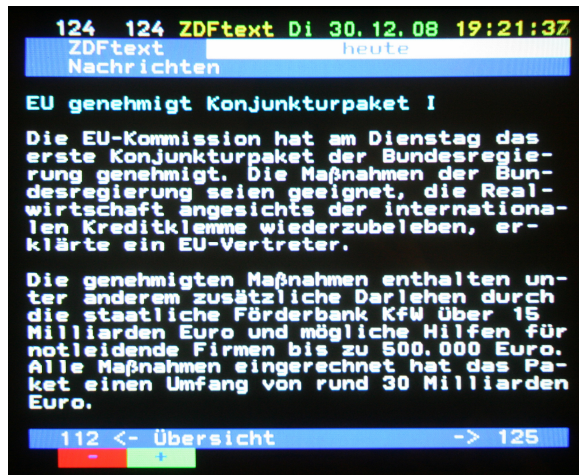 124 124 ZDFtext Di 30.12.08 19:21:37
ZDFtext heute
Nachrichten
EU genehmigt Konjunkturpaket I
Die EU-Kommission hat am Dienstag das
erste Konjunkturpaket der Bundesregie-
rung genehmigt. Die Maßnahmen der Bun-
desregierung seien geeignet, die Real-
wirtschaft angesichts der internationa-
len Kreditklemme wiederzubeleben, er-
klärte ein EU-Vertreter.
Die genehmigten Maßnahmen enthalten un-
ter anderem zusätzliche Darlehen durch
die staatliche Förderbank KfW über 15
Milliarden Euro und mögliche Hilfen für
notleidende Firmen bis zu 500.000 Euro.
Alle Maßnahmen eingerechnet hat das Pa-
ket einen Umfang von rund 30 Milliarden
Euro.
112 <- Übersicht -> 125
- +